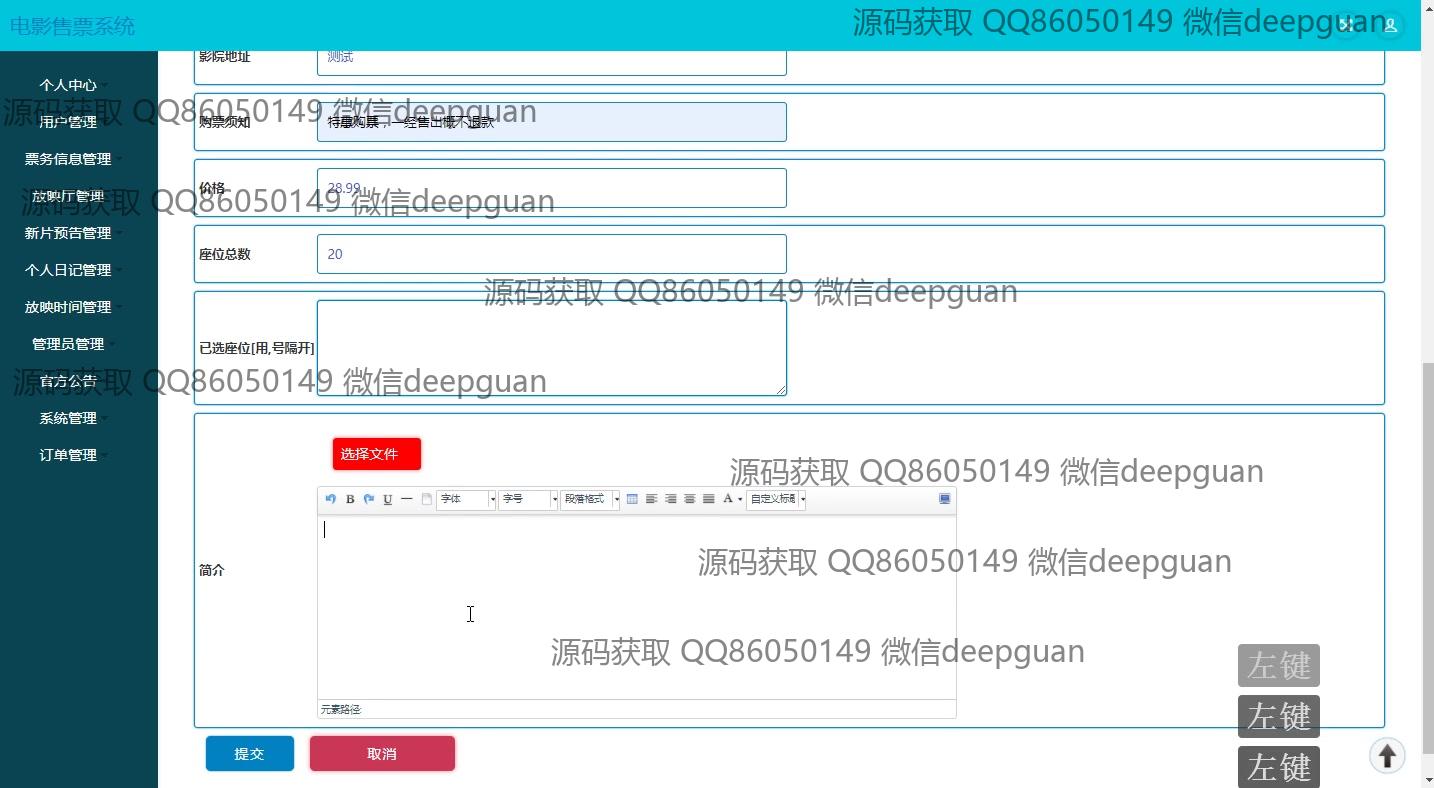 电影售票系统
源码获取 QQ86050149 微信deepguan
个人中心
用户管理
票务信息管理
放映厅管理
新片预告管理
个人日记管理
放映时间管理
管理员管理
官方公告
系统管理
订单管理
影院地址 测试
源码获取 QQ86050149 微信deepguan
购票须知 特惠购票，一经售出概不退款
价格 28.99
源码获取 QQ86050149 微信deepguan
座位总数 20
源码获取 QQ86050149 微信deepguan
已选座位[用,号隔开]
源码获取 QQ86050149 微信deepguan
选择文件
源码获取 QQ86050149 微信deepguan
B U 字体 字号 段落格式 A 自定义标题
源码获取 QQ86050149 微信deepguan
简介
源码获取 QQ86050149 微信deepguan
元素路径:
左键
左键
左键
提交 取消